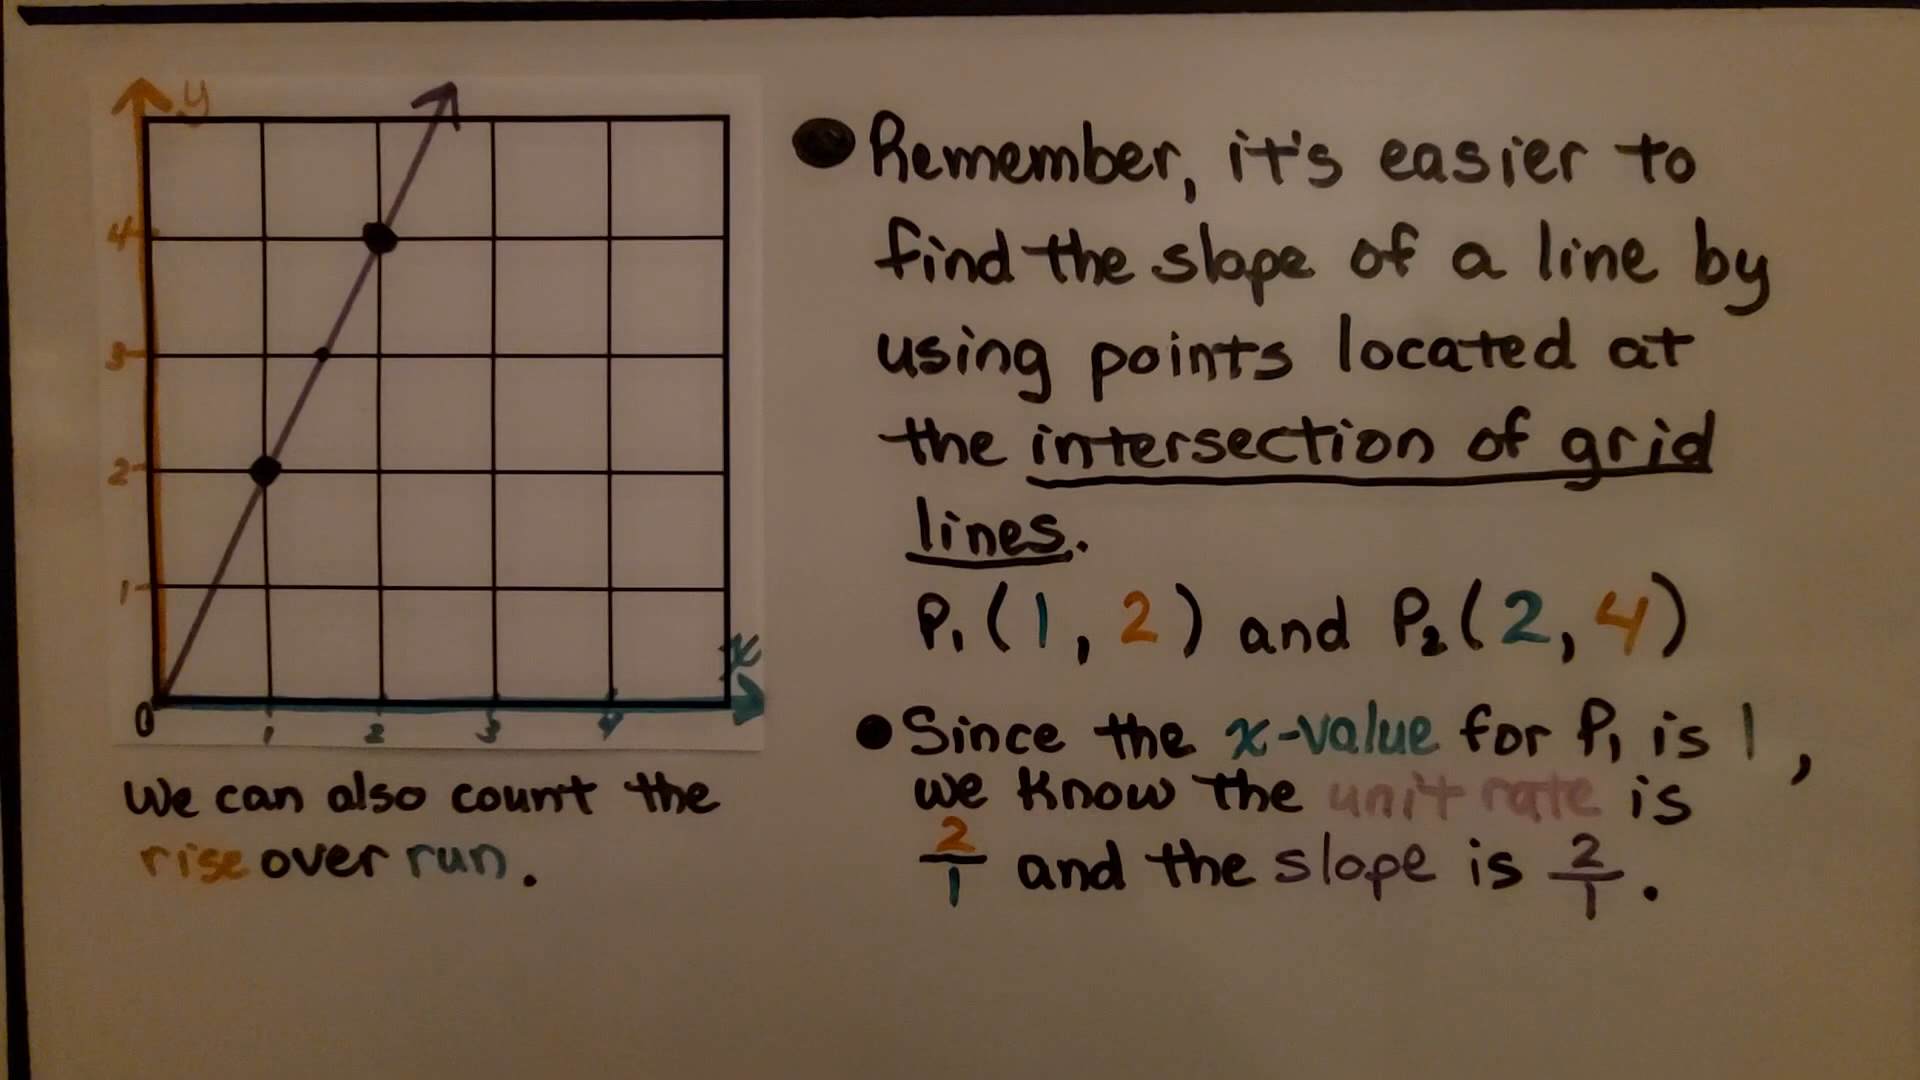 y
4
3
2
1
x
0 1 2 3 4
We can also count the
rise over run.
● Remember, it's easier to
find the slope of a line by
using points located at
the intersection of grid
lines.
P₁ (1, 2) and P₂ (2, 4)
● Since the x-value for P₁ is 1,
we know the unit rate is
2/1 and the slope is 2/1.